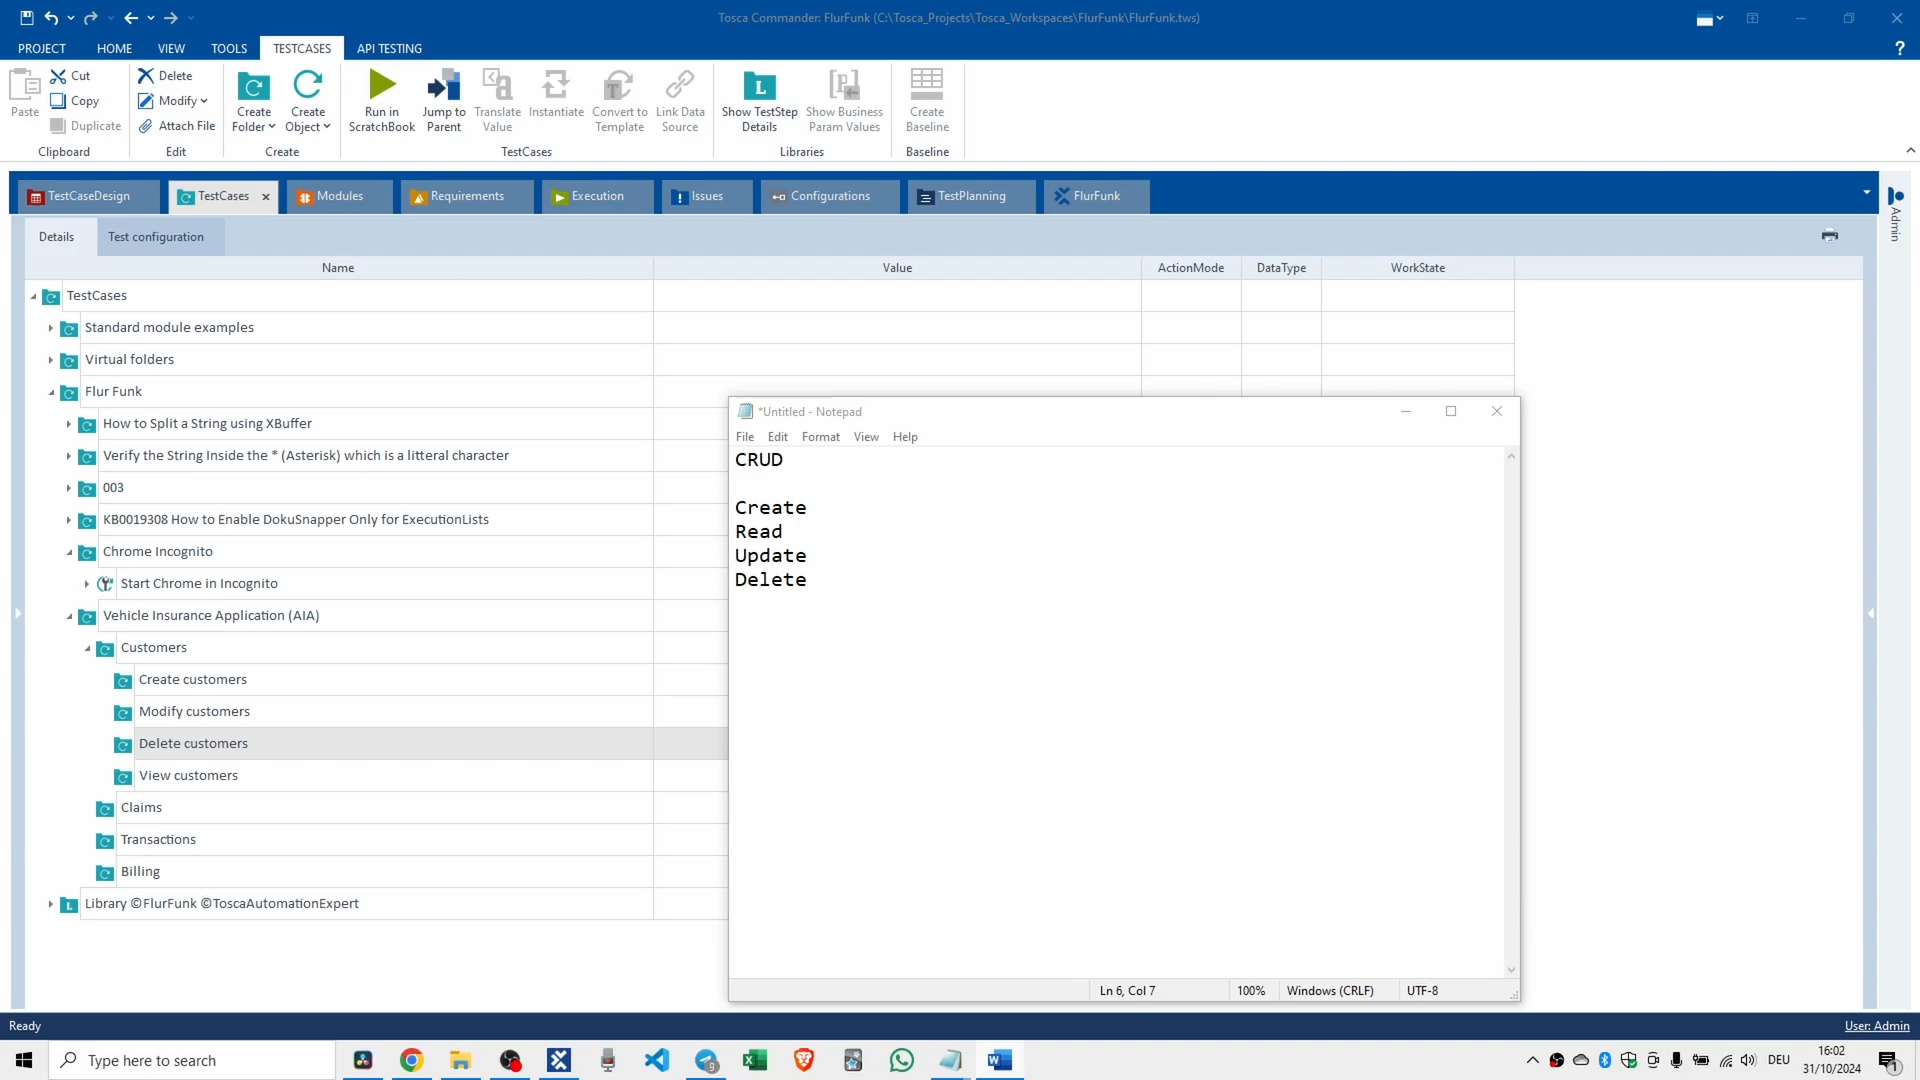 Tosca Commander: FlurFunk (C:\Tosca_Projects\Tosca_Workspaces\FlurFunk\FlurFunk.tws)
PROJECT HOME VIEW TOOLS TESTCASES API TESTING
?
Paste
Cut
Copy
Duplicate
Clipboard
Delete
Modify
Attach File
Edit
Create Folder
Create Object
Create
Run in ScratchBook
Jump to Parent
Translate Value
Instantiate
Convert to Template
Link Data Source
TestCases
Show TestStep Details
Show Business Param Values
Libraries
Create Baseline
Baseline
TestCaseDesign TestCases Modules Requirements Execution Issues Configurations TestPlanning FlurFunk
Admin
Details Test configuration
Name Value ActionMode DataType WorkState
TestCases
Standard module examples
Virtual folders
Flur Funk
How to Split a String using XBuffer
Verify the String Inside the * (Asterisk) which is a litteral character
003
KB0019308 How to Enable DokuSnapper Only for ExecutionLists
Chrome Incognito
Start Chrome in Incognito
Vehicle Insurance Application (AIA)
Customers
Create customers
Modify customers
Delete customers
View customers
Claims
Transactions
Billing
Library ©FlurFunk ©ToscaAutomationExpert
*Untitled - Notepad
File Edit Format View Help
CRUD
Create
Read
Update
Delete
Ln 6, Col 7 100% Windows (CRLF) UTF-8
Ready
User: Admin
Type here to search
DEU
16:02
31/10/2024